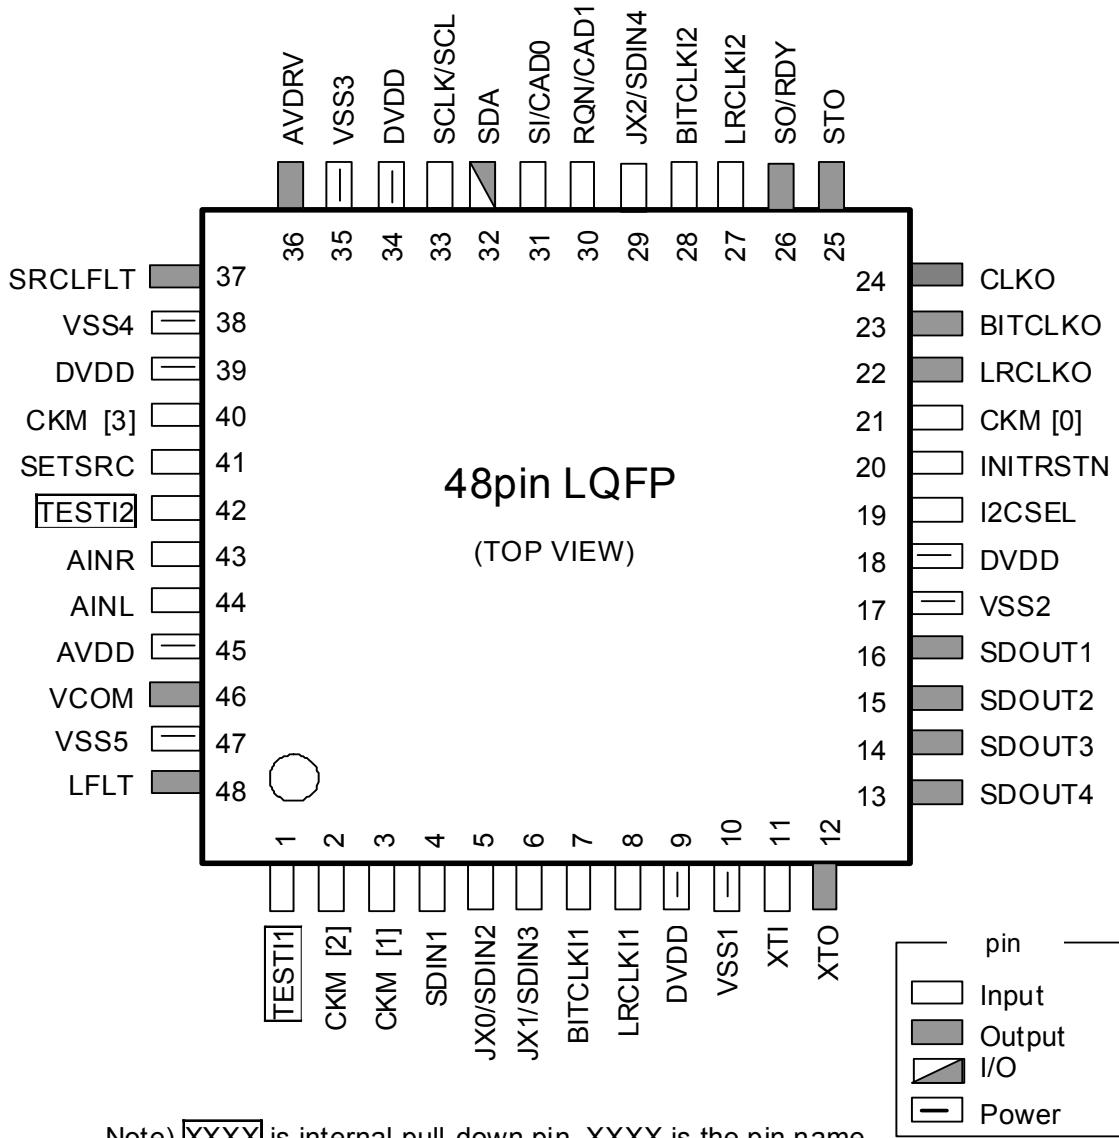 AVDRV
VSS3
DVDD
SCLK/SCL
SDA
SI/CAD0
RQN/CAD1
JX2/SDIN4
BITCLKI2
LRCLKI2
SO/RDY
STO
36 35 34 33 32 31 30 29 28 27 26 25
SRCLFLT 37
VSS4 38
DVDD 39
CKM [3] 40
SETSRC 41
TESTI2 42
AINR 43
AINL 44
AVDD 45
VCOM 46
VSS5 47
LFLT 48
48pin LQFP
(TOP VIEW)
24 CLKO
23 BITCLKO
22 LRCLKO
21 CKM [0]
20 INITRSTN
19 I2CSEL
18 DVDD
17 VSS2
16 SDOUT1
15 SDOUT2
14 SDOUT3
13 SDOUT4
1 2 3 4 5 6 7 8 9 10 11 12
TESTI1
CKM [2]
CKM [1]
SDIN1
JX0/SDIN2
JX1/SDIN3
BITCLKI1
LRCLKI1
DVDD
VSS1
XTI
XTO
pin
Input
Output
I/O
Power
Note) XXXX is internal pull-down pin. XXXX is the pin name